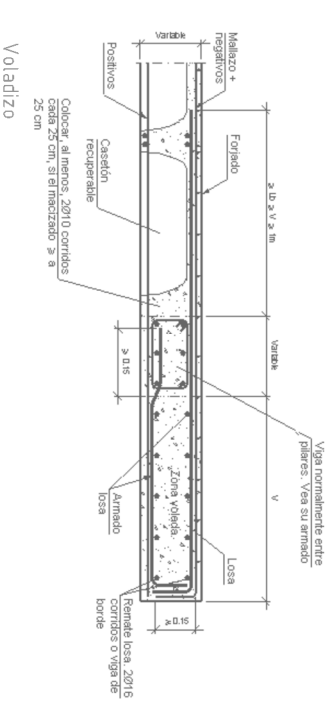 Variable
Mallazo +
negativos
Forjado
≥ Lb ≥ V ≥ 1m
Variable
V
Viga normalmente entre
pilares. Vea su armado
Losa
Zona volada
≥ 0.15
≥ 0.15
Positivos
Casetón
recuperable
Colocar, al menos, 2Ø10 corridos
cada 25 cm, si el macizado ≥ a
25 cm
Armado
losa
Remate losa. 2Ø16
corridos o viga de
borde
Voladizo